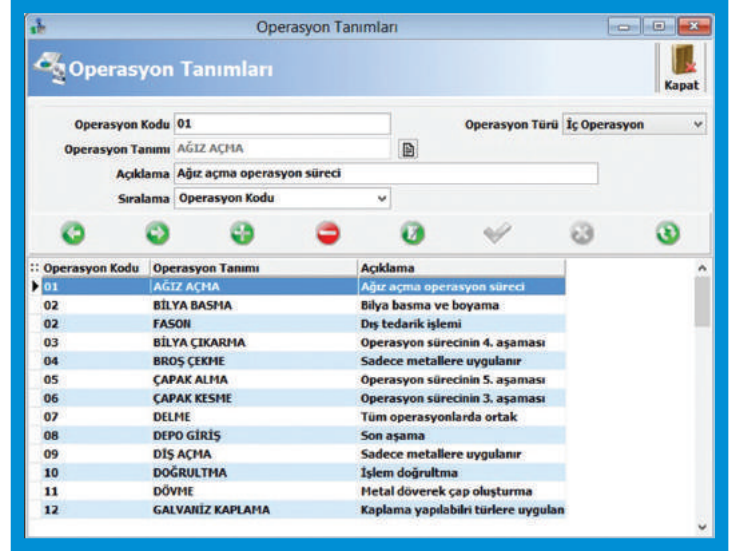 Operasyon Tanımları
Operasyon Tanımları
Kapat
Operasyon Kodu 01 Operasyon Türü İç Operasyon
Operasyon Tanımı AĞIZ AÇMA
Açıklama Ağız açma operasyon süreci
Sıralama Operasyon Kodu
Operasyon Kodu Operasyon Tanımı Açıklama
01 AĞIZ AÇMA Ağız açma operasyon süreci
02 BİLYA BASMA Bilya basma ve boyama
02 FASON Dış tedarik işlemi
03 BİLYA ÇIKARMA Operasyon sürecinin 4. aşaması
04 BROŞ ÇEKME Sadece metallere uygulanır
05 ÇAPAK ALMA Operasyon sürecinin 5. aşaması
06 ÇAPAK KESME Operasyon sürecinin 3. aşaması
07 DELME Tüm operasyonlarda ortak
08 DEPO GİRİŞ Son aşama
09 DİŞ AÇMA Sadece metallere uygulanır
10 DOĞRULTMA İşlem doğrultma
11 DÖVME Metal döverek çap oluşturma
12 GALVANİZ KAPLAMA Kaplama yapılabilri türlere uygulan